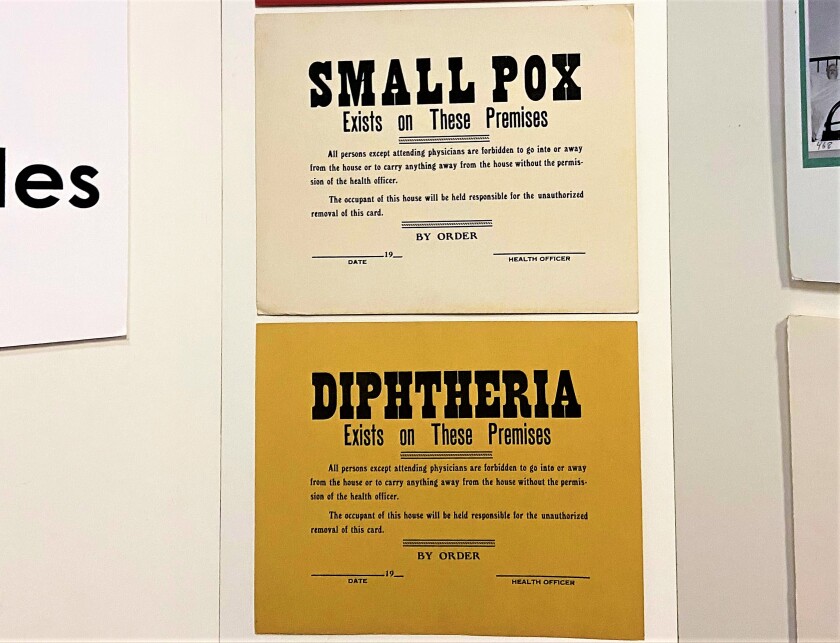 les
SMALL POX
Exists on These Premises
All persons except attending physicians are forbidden to go into or away
from the house or to carry anything away from the house without the permis-
sion of the health officer.
The occupant of this house will be held responsible for the unauthorized
removal of this card.
BY ORDER
19
DATE
HEALTH OFFICER
DIPHTHERIA
Exists on These Premises
All persons except attending physicians are forbidden to go into or away
from the house or to carry anything away from the house without the permis-
sion of the health officer.
The occupant of this house will be held responsible for the unauthorized
removal of this card.
BY ORDER
19
DATE
HEALTH OFFICER
468